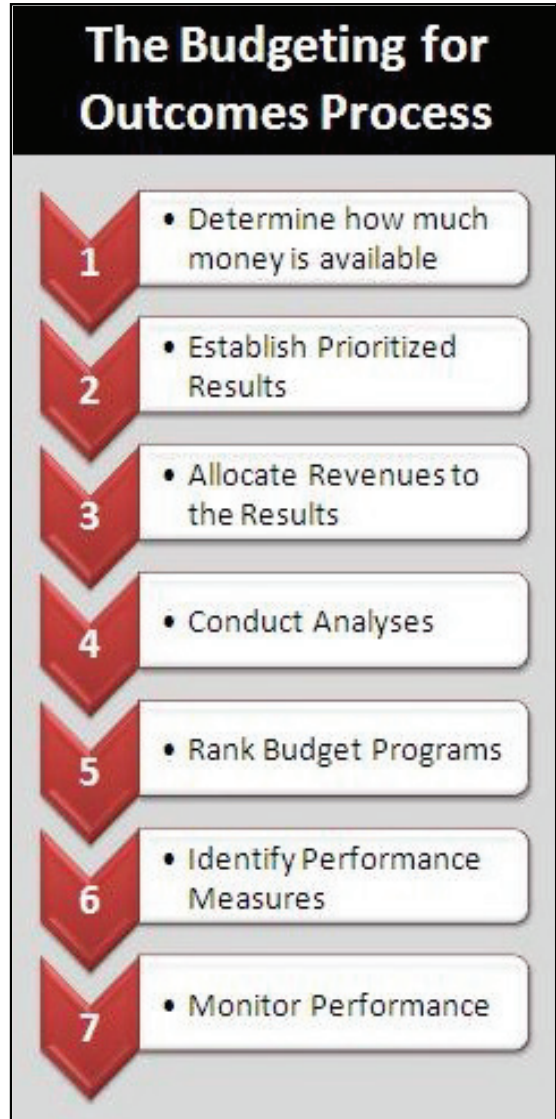 The Budgeting for
Outcomes Process
1
• Determine how much
money is available
2
• Establish Prioritized
Results
3
• Allocate Revenues to
the Results
4
• Conduct Analyses
5
• Rank Budget Programs
6
• Identify Performance
Measures
7
• Monitor Performance